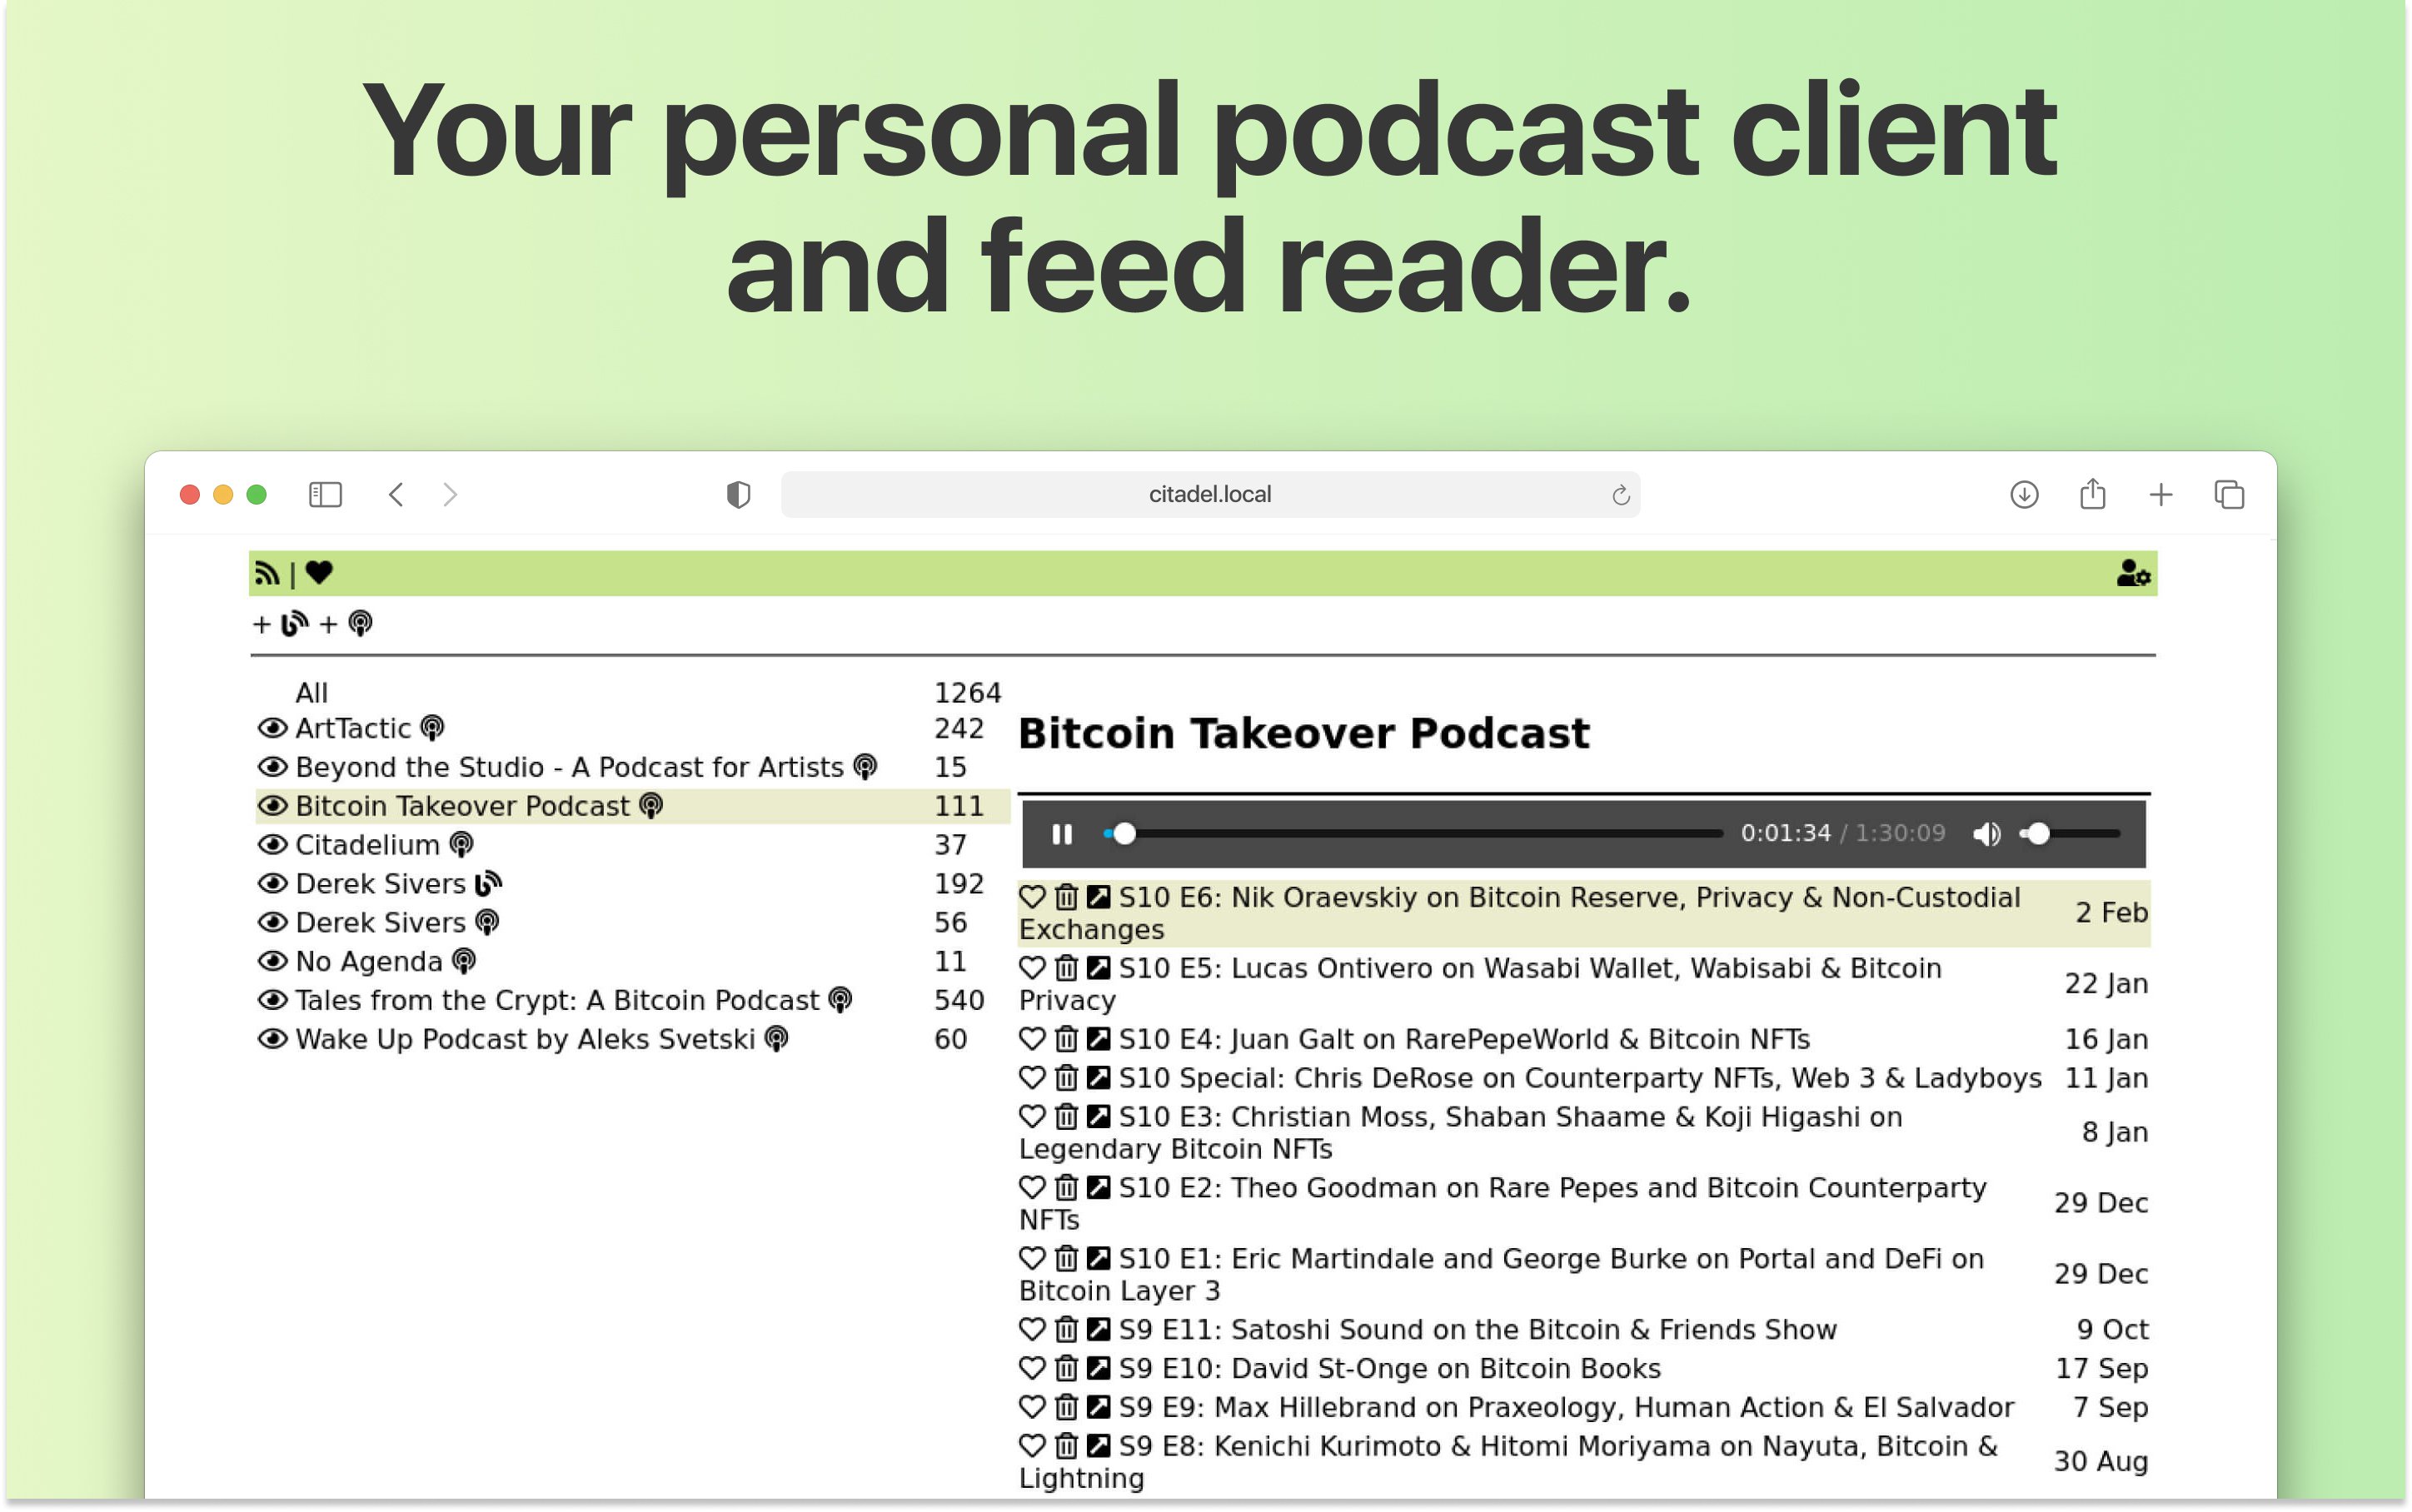 Your personal podcast client
and feed reader.
citadel.local
|
+ +
All 1264
ArtTactic 242
Beyond the Studio - A Podcast for Artists 15
Bitcoin Takeover Podcast 111
Citadelium 37
Derek Sivers 192
Derek Sivers 56
No Agenda 11
Tales from the Crypt: A Bitcoin Podcast 540
Wake Up Podcast by Aleks Svetski 60
Bitcoin Takeover Podcast
0:01:34 / 1:30:09
S10 E6: Nik Oraevskiy on Bitcoin Reserve, Privacy & Non-Custodial
Exchanges
2 Feb
S10 E5: Lucas Ontivero on Wasabi Wallet, Wabisabi & Bitcoin
Privacy
22 Jan
S10 E4: Juan Galt on RarePepeWorld & Bitcoin NFTs 16 Jan
S10 Special: Chris DeRose on Counterparty NFTs, Web 3 & Ladyboys 11 Jan
S10 E3: Christian Moss, Shaban Shaame & Koji Higashi on
Legendary Bitcoin NFTs
8 Jan
S10 E2: Theo Goodman on Rare Pepes and Bitcoin Counterparty
NFTs
29 Dec
S10 E1: Eric Martindale and George Burke on Portal and DeFi on
Bitcoin Layer 3
29 Dec
S9 E11: Satoshi Sound on the Bitcoin & Friends Show 9 Oct
S9 E10: David St-Onge on Bitcoin Books 17 Sep
S9 E9: Max Hillebrand on Praxeology, Human Action & El Salvador 7 Sep
S9 E8: Kenichi Kurimoto & Hitomi Moriyama on Nayuta, Bitcoin &
Lightning
30 Aug